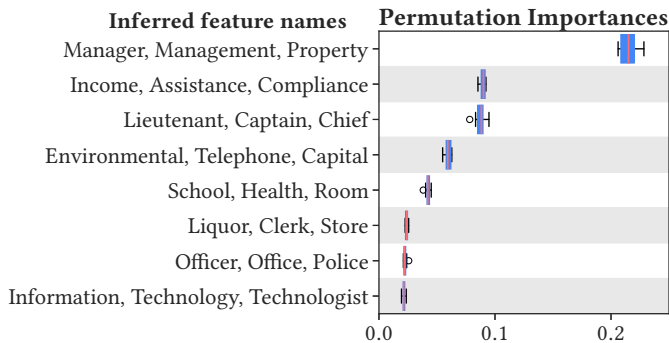 Inferred feature names Permutation Importances
Manager, Management, Property
Income, Assistance, Compliance
Lieutenant, Captain, Chief
Environmental, Telephone, Capital
School, Health, Room
Liquor, Clerk, Store
Officer, Office, Police
Information, Technology, Technologist
0.0 0.1 0.2